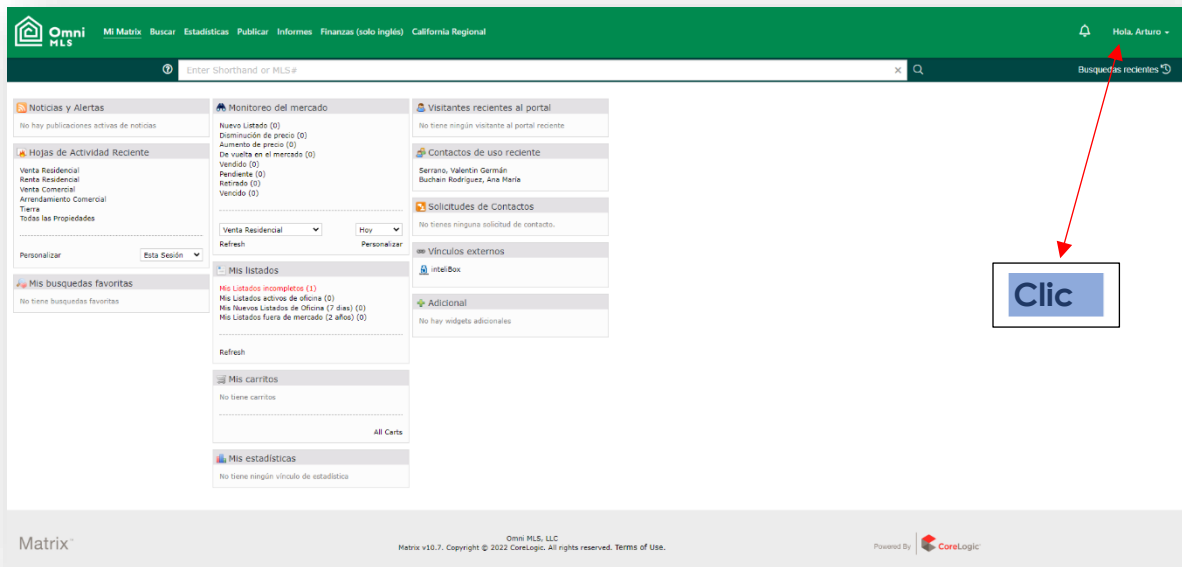 Omni
MLS
Mi Matrix Buscar Estadísticas Publicar Informes Finanzas (solo inglés) California Regional
Hola, Arturo
Enter Shorthand or MLS#
Busquedas recientes
Noticias y Alertas
No hay publicaciones activas de noticias
Hojas de Actividad Reciente
Venta Residencial
Renta Residencial
Venta Comercial
Arrendamiento Comercial
Tierra
Todas las Propiedades
Personalizar
Esta Sesión
Mis busquedas favoritas
No tiene busquedas favoritas
Monitoreo del mercado
Nuevo Listado (0)
Disminución de precio (0)
Aumento de precio (0)
De vuelta en el mercado (0)
Vendido (0)
Pendiente (0)
Retirado (0)
Vencido (0)
Venta Residencial
Hoy
Refresh
Personalizar
Mis listados
Mis Listados incompletos (1)
Mis Listados activos de oficina (0)
Mis Nuevos Listados de Oficina (7 dias) (0)
Mis Listados fuera de mercado (2 años) (0)
Refresh
Mis carritos
No tiene carritos
All Carts
Mis estadísticas
No tiene ningún vínculo de estadística
Visitantes recientes al portal
No tiene ningún visitante al portal reciente
Contactos de uso reciente
Serrano, Valentin Germán
Buchain Rodríguez, Ana María
Solicitudes de Contactos
No tienes ninguna solicitud de contacto.
Vínculos externos
inteliBox
Adicional
No hay widgets adicionales
Clic
Matrix
Omni MLS, LLC
Matrix v10.7. Copyright © 2022 CoreLogic. All rights reserved. Terms of Use.
Powered By CoreLogic